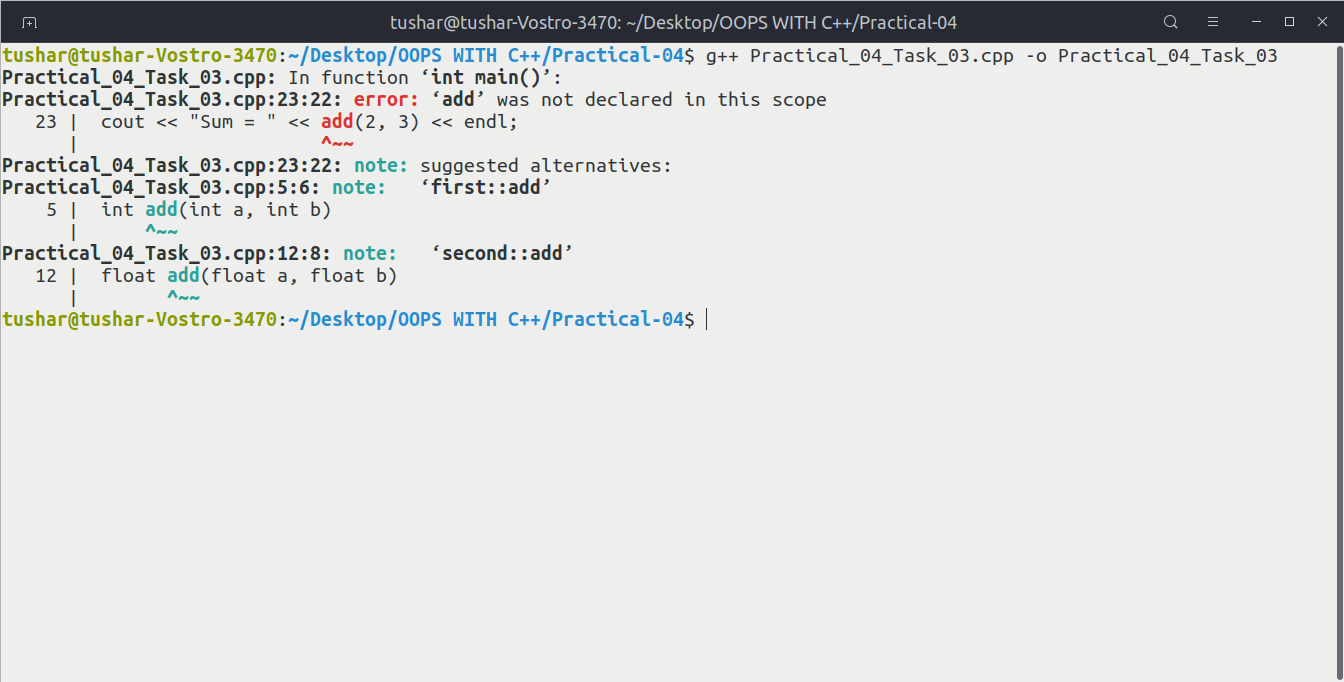 tushar@tushar-Vostro-3470: ~/Desktop/OOPS WITH C++/Practical-04
tushar@tushar-Vostro-3470:~/Desktop/OOPS WITH C++/Practical-04$ g++ Practical_04_Task_03.cpp -o Practical_04_Task_03
Practical_04_Task_03.cpp: In function ‘int main()’:
Practical_04_Task_03.cpp:23:22: error: ‘add’ was not declared in this scope
   23 |  cout << "Sum = " << add(2, 3) << endl;
      |                      ^~~
Practical_04_Task_03.cpp:23:22: note: suggested alternatives:
Practical_04_Task_03.cpp:5:6: note:   ‘first::add’
    5 |  int add(int a, int b)
      |      ^~~
Practical_04_Task_03.cpp:12:8: note:   ‘second::add’
   12 |  float add(float a, float b)
      |        ^~~
tushar@tushar-Vostro-3470:~/Desktop/OOPS WITH C++/Practical-04$